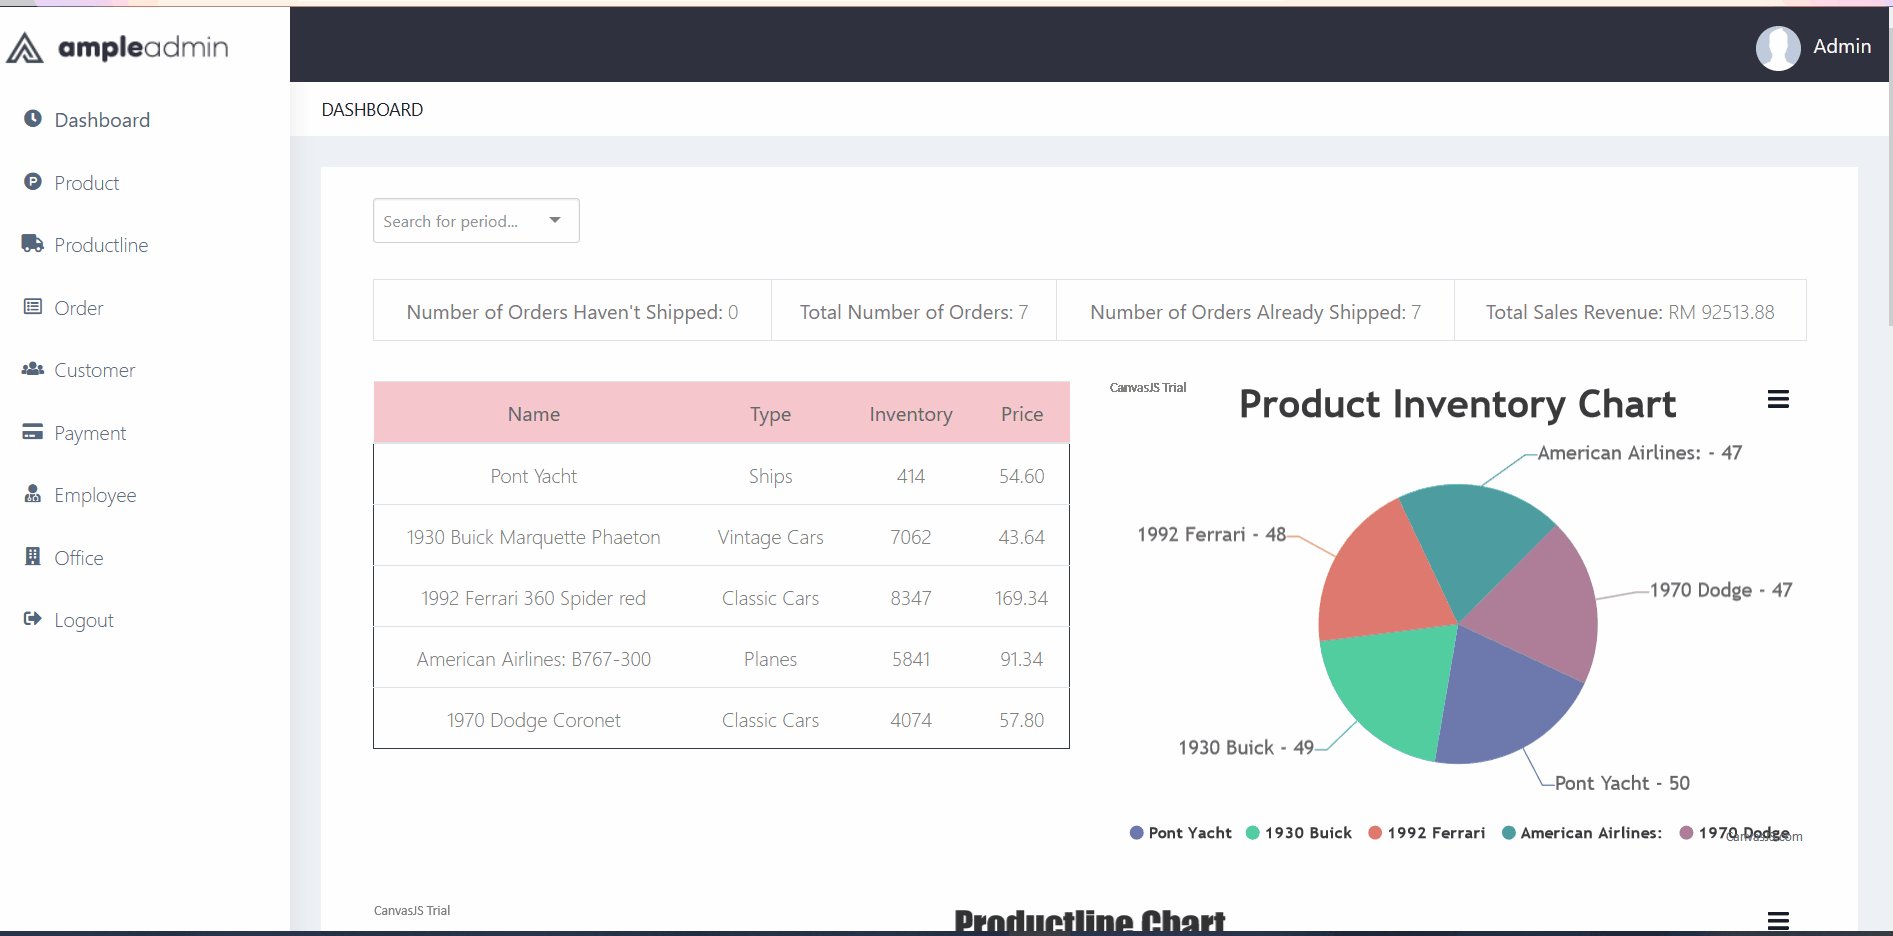 ampleadmin
Admin
Dashboard
Product
Productline
Order
Customer
Payment
Employee
Office
Logout
DASHBOARD
Search for period...
Number of Orders Haven't Shipped: 0
Total Number of Orders: 7
Number of Orders Already Shipped: 7
Total Sales Revenue: RM 92513.88
Name Type Inventory Price
Pont Yacht Ships 414 54.60
1930 Buick Marquette Phaeton Vintage Cars 7062 43.64
1992 Ferrari 360 Spider red Classic Cars 8347 169.34
American Airlines: B767-300 Planes 5841 91.34
1970 Dodge Coronet Classic Cars 4074 57.80
CanvasJS Trial
Product Inventory Chart
American Airlines: - 47
1992 Ferrari - 48
1970 Dodge - 47
1930 Buick - 49
Pont Yacht - 50
Pont Yacht 1930 Buick 1992 Ferrari American Airlines: 1970 Dodge
CanvasJS.com
CanvasJS Trial
Productline Chart